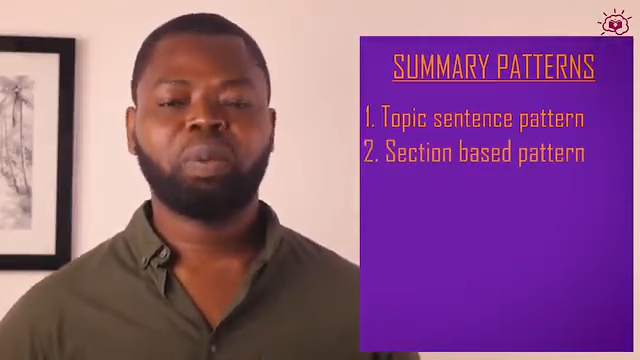 SUMMARY PATTERNS
1. Topic sentence pattern
2. Section based pattern